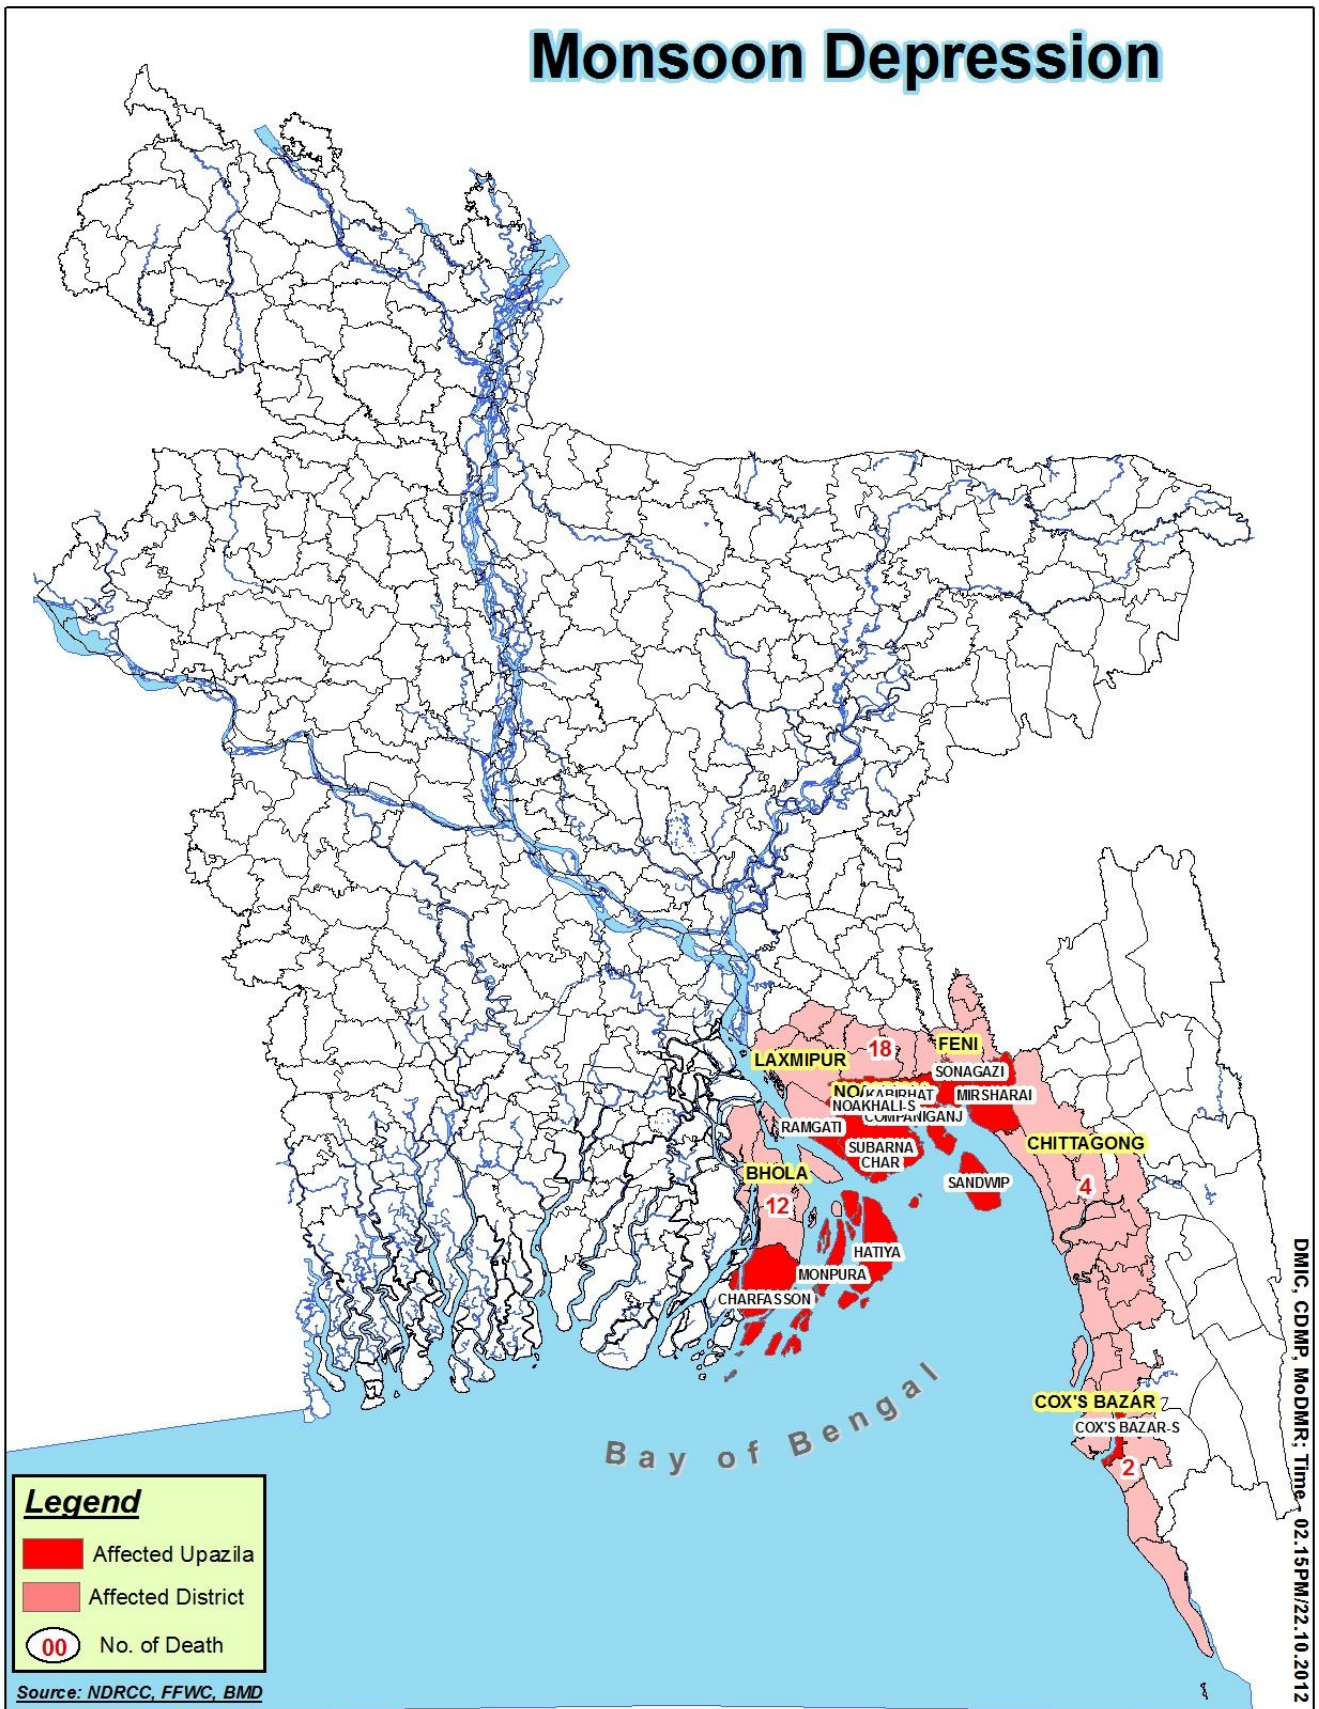 Monsoon Depression
18
FENI
LAXMIPUR
SONAGAZI
KABIRHAT
MIRSHARAI
NOAKHALI-S
COMPANIGANJ
RAMGATI
CHITTAGONG
SUBARNA
CHAR
BHOLA
SANDWIP
4
12
HATIYA
MONPURA
CHARFASSON
COX'S BAZAR
COX'S BAZAR-S
2
Bay of Bengal
Legend
Affected Upazila
Affected District
00 No. of Death
Source: NDRCC, FFWC, BMD
DMIC, CDMP, MoDMR; Time - 02.15PM/22.10.2012